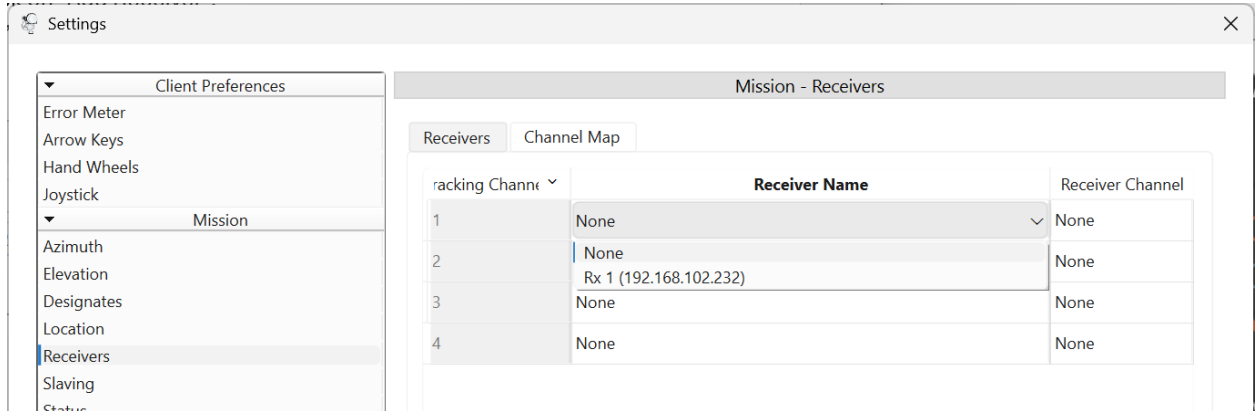 Settings
Client Preferences
Error Meter
Arrow Keys
Hand Wheels
Joystick
Mission
Azimuth
Elevation
Designates
Location
Receivers
Slaving
Status
Mission - Receivers
Receivers Channel Map
racking Channe Receiver Name Receiver Channel
1 None None
None
Rx 1 (192.168.102.232)
2 None
3 None None
4 None None